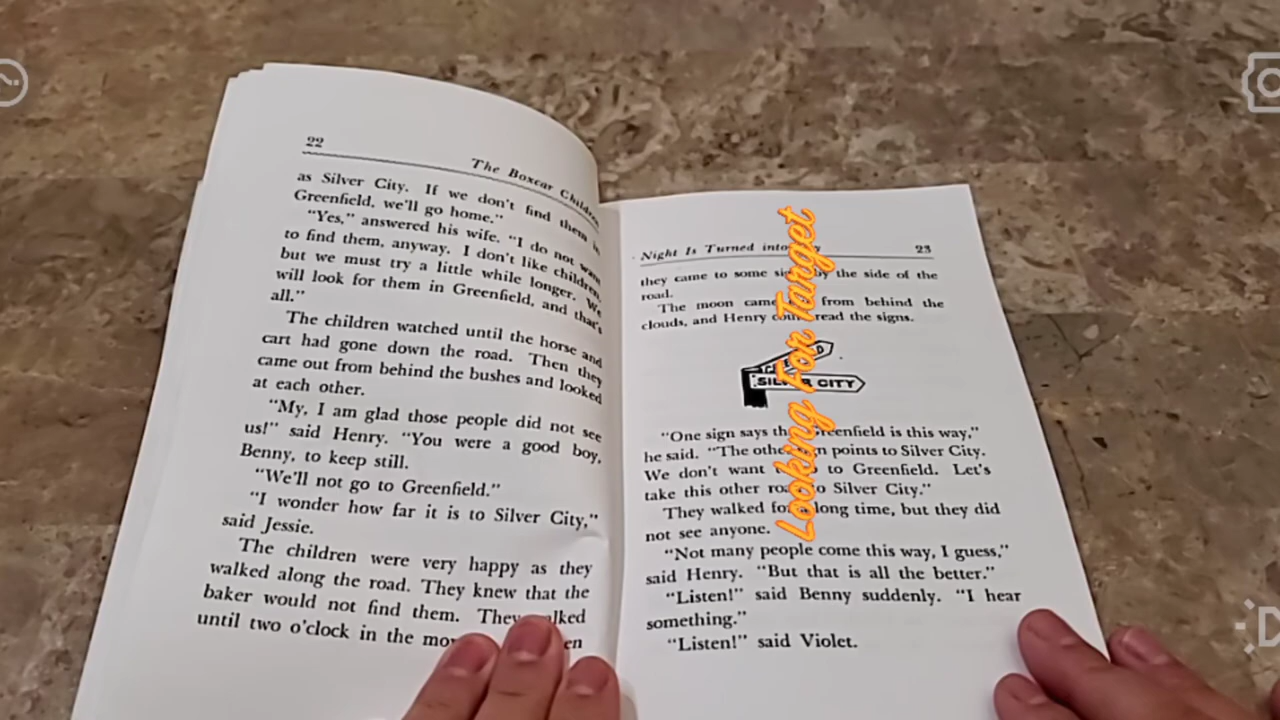 22
The Boxcar Children
as Silver City. If we don't find them in
Greenfield, we'll go home."
"Yes," answered his wife. "I do not want
to find them, anyway. I don't like children,
but we must try a little while longer. We
will look for them in Greenfield, and that's
all."
The children watched until the horse and
cart had gone down the road. Then they
came out from behind the bushes and looked
at each other.
"My, I am glad those people did not see
us!" said Henry. "You were a good boy,
Benny, to keep still.
"We'll not go to Greenfield."
"I wonder how far it is to Silver City,"
said Jessie.
The children were very happy as they
walked along the road. They knew that the
baker would not find them. They
until two o'clock in the
Night Is Turned into
23
they came to some by the side of the
road.
The moon came from behind the
clouds, and Henry read the signs.
SILVER CITY
"One sign says Greenfield is this way,"
he said. "The points to Silver City.
We don't want to Greenfield. Let's
take this other to Silver City."
They walked long time, but they did
not see anyone.
"Not many people come this way, I guess,"
said Henry. "But that is all the better."
"Listen!" said Benny suddenly. "I hear
something."
"Listen!" said Violet.
Looking For Target